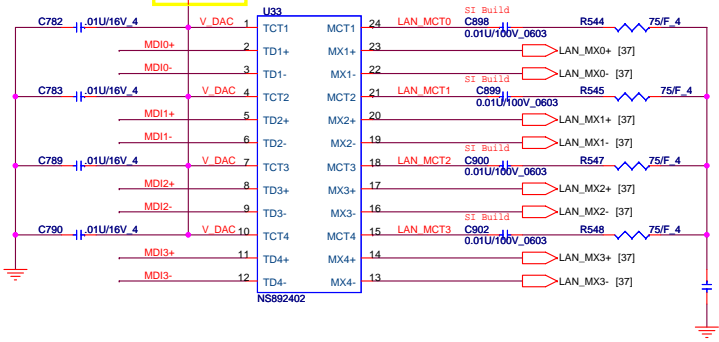 U33
NS892402
C782 .01U/16V_4 V_DAC 1 TCT1 MCT1 24 LAN_MCT0 SI Build C898 0.01U/100V_0603 R544 75/F_4
MDI0+ 2 TD1+ MX1+ 23 LAN_MX0+ [37]
MDI0- 3 TD1- MX1- 22 LAN_MX0- [37]
C783 .01U/16V_4 V_DAC 4 TCT2 MCT2 21 LAN_MCT1 SI Build C899 0.01U/100V_0603 R545 75/F_4
MDI1+ 5 TD2+ MX2+ 20 LAN_MX1+ [37]
MDI1- 6 TD2- MX2- 19 LAN_MX1- [37]
C789 .01U/16V_4 V_DAC 7 TCT3 MCT3 18 LAN_MCT2 SI Build C900 0.01U/100V_0603 R547 75/F_4
MDI2+ 8 TD3+ MX3+ 17 LAN_MX2+ [37]
MDI2- 9 TD3- MX3- 16 LAN_MX2- [37]
C790 .01U/16V_4 V_DAC 10 TCT4 MCT4 15 LAN_MCT3 SI Build C902 0.01U/100V_0603 R548 75/F_4
MDI3+ 11 TD4+ MX4+ 14 LAN_MX3+ [37]
MDI3- 12 TD4- MX4- 13 LAN_MX3- [37]